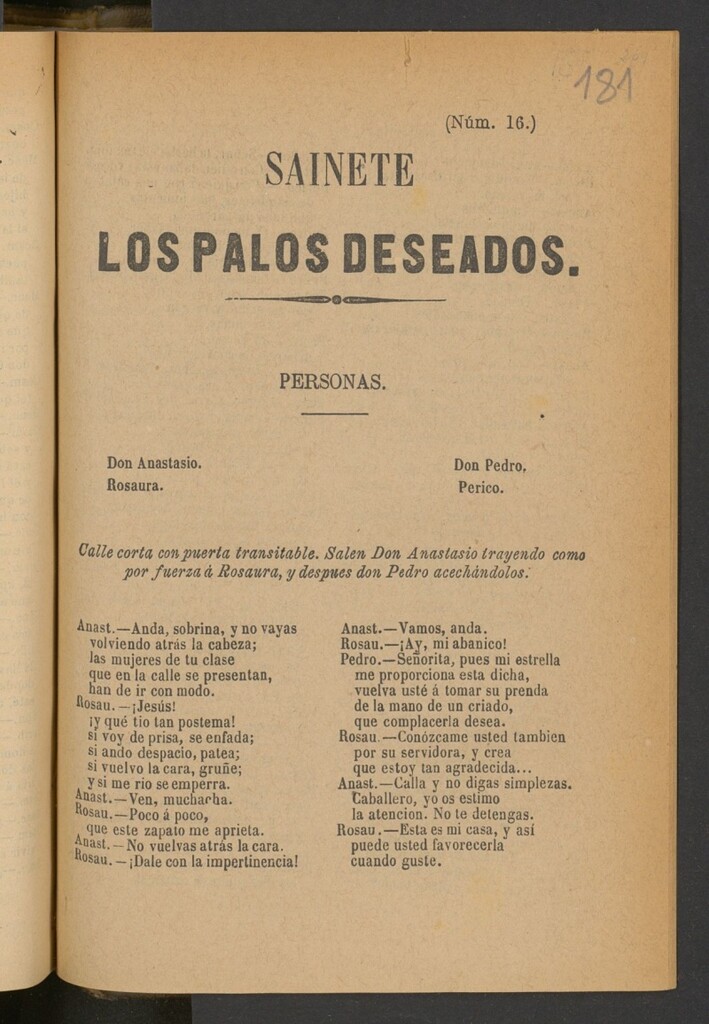 181
(Núm. 16.)
SAINETE
LOS PALOS DESEADOS.
PERSONAS.
Don Anastasio.
Rosaura.
Don Pedro.
Perico.
Calle corta con puerta transitable. Salen Don Anastasio trayendo como
por fuerza á Rosaura, y despues don Pedro acechándolos.
Anast.—Anda, sobrina, y no vayas
volviendo atrás la cabeza;
las mujeres de tu clase
que en la calle se presentan,
han de ir con modo.
Rosau.—¡Jesús!
¡y qué tio tan postema!
si voy de prisa, se enfada;
si ando despacio, patea;
si vuelvo la cara, gruñe;
y si me rio se emperra.
Anast.—Ven, muchacha.
Rosau.—Poco á poco,
que este zapato me aprieta.
Anast.—No vuelvas atrás la cara.
Rosau.—¡Dale con la impertinencia!
Anast.—Vamos, anda.
Rosau.—¡Ay, mi abanico!
Pedro.—Señorita, pues mi estrella
me proporciona esta dicha,
vuelva usté á tomar su prenda
de la mano de un criado,
que complacerla desea.
Rosau.—Conózcame usted tambien
por su servidora, y crea
que estoy tan agradecida...
Anast.—Calla y no digas simplezas.
Caballero, yo os estimo
la atencion. No te detengas.
Rosau.—Esta es mi casa, y así
puede usted favorecerla
cuando guste.